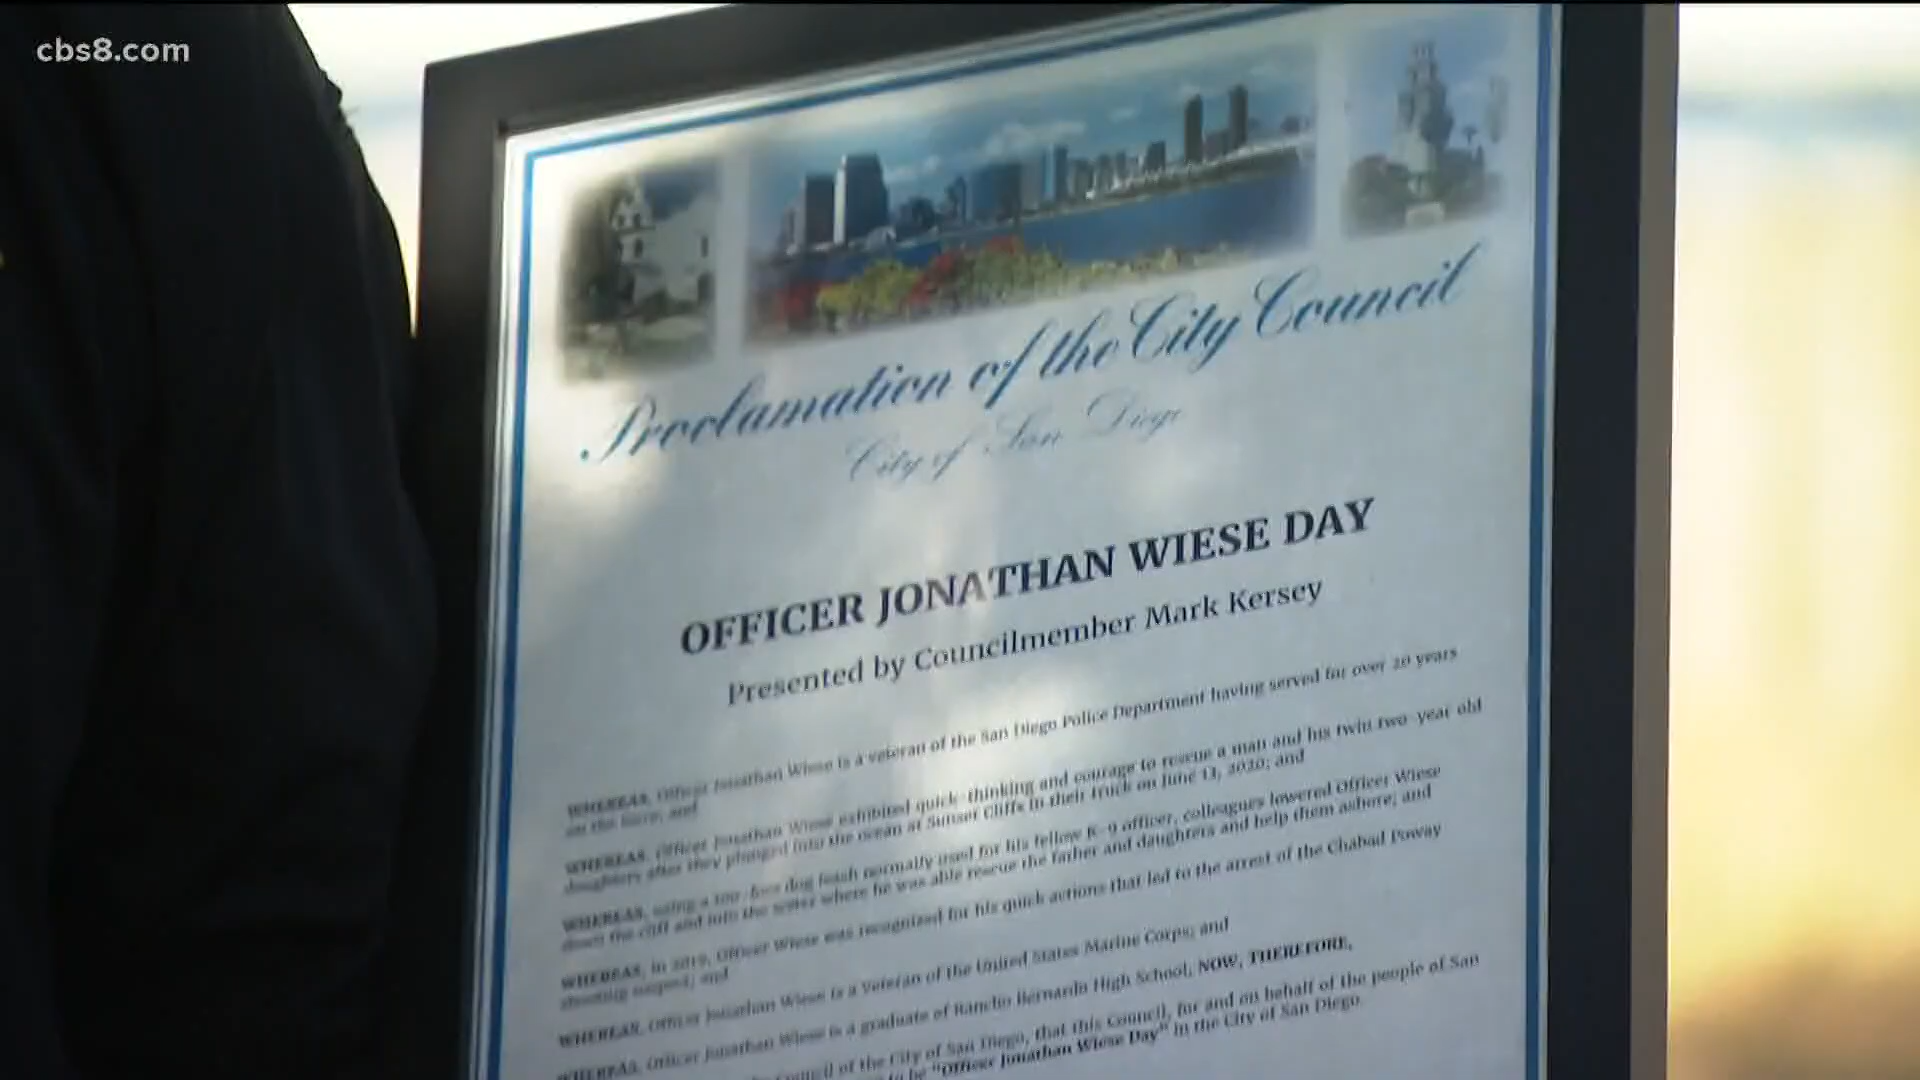 cbs8.com
Proclamation of the City Council
City of San Diego
OFFICER JONATHAN WIESE DAY
Presented by Councilmember Mark Kersey
WHEREAS, Officer Jonathan Wiese is a veteran of the San Diego Police Department having served for over 20 years
on the force; and
WHEREAS, Officer Jonathan Wiese exhibited quick-thinking and courage to rescue a man and his twin two-year old
daughters after they plunged into the ocean at Sunset Cliffs in their truck on June 13, 2020; and
WHEREAS, using a 100-foot dog leash normally used for his fellow K-9 officer, colleagues lowered Officer Wiese
down the cliff and into the water where he was able rescue the father and daughters and help them ashore; and
WHEREAS, in 2019, Officer Wiese was recognized for his quick actions that led to the arrest of the Chabad Poway
shooting suspect; and
WHEREAS, Officer Jonathan Wiese is a Veteran of the United States Marine Corps; and
WHEREAS, Officer Jonathan Wiese is a graduate of Rancho Bernardo High School, NOW, THEREFORE,
Council of the City of San Diego, that this Council, for and on behalf of the people of San
to be "Officer Jonathan Wiese Day" in the City of San Diego.